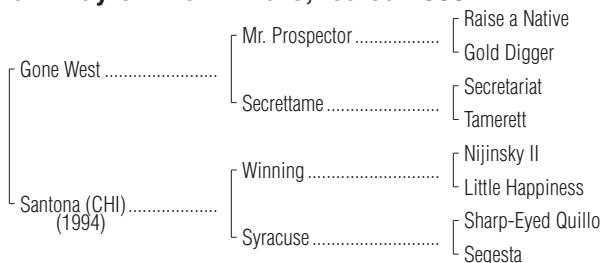 Raise a Native
Mr. Prospector
Gold Digger
Gone West
Secretariat
Secrettame
Tamerett
Nijinsky II
Winning
Little Happiness
Santona (CHI)
(1994)
Sharp-Eyed Quillo
Syracuse
Segesta